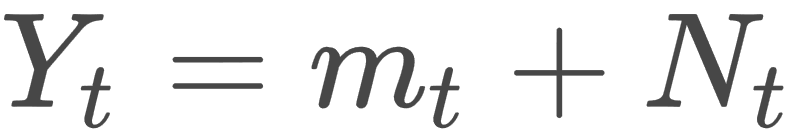 Y_t = m_t + N_t